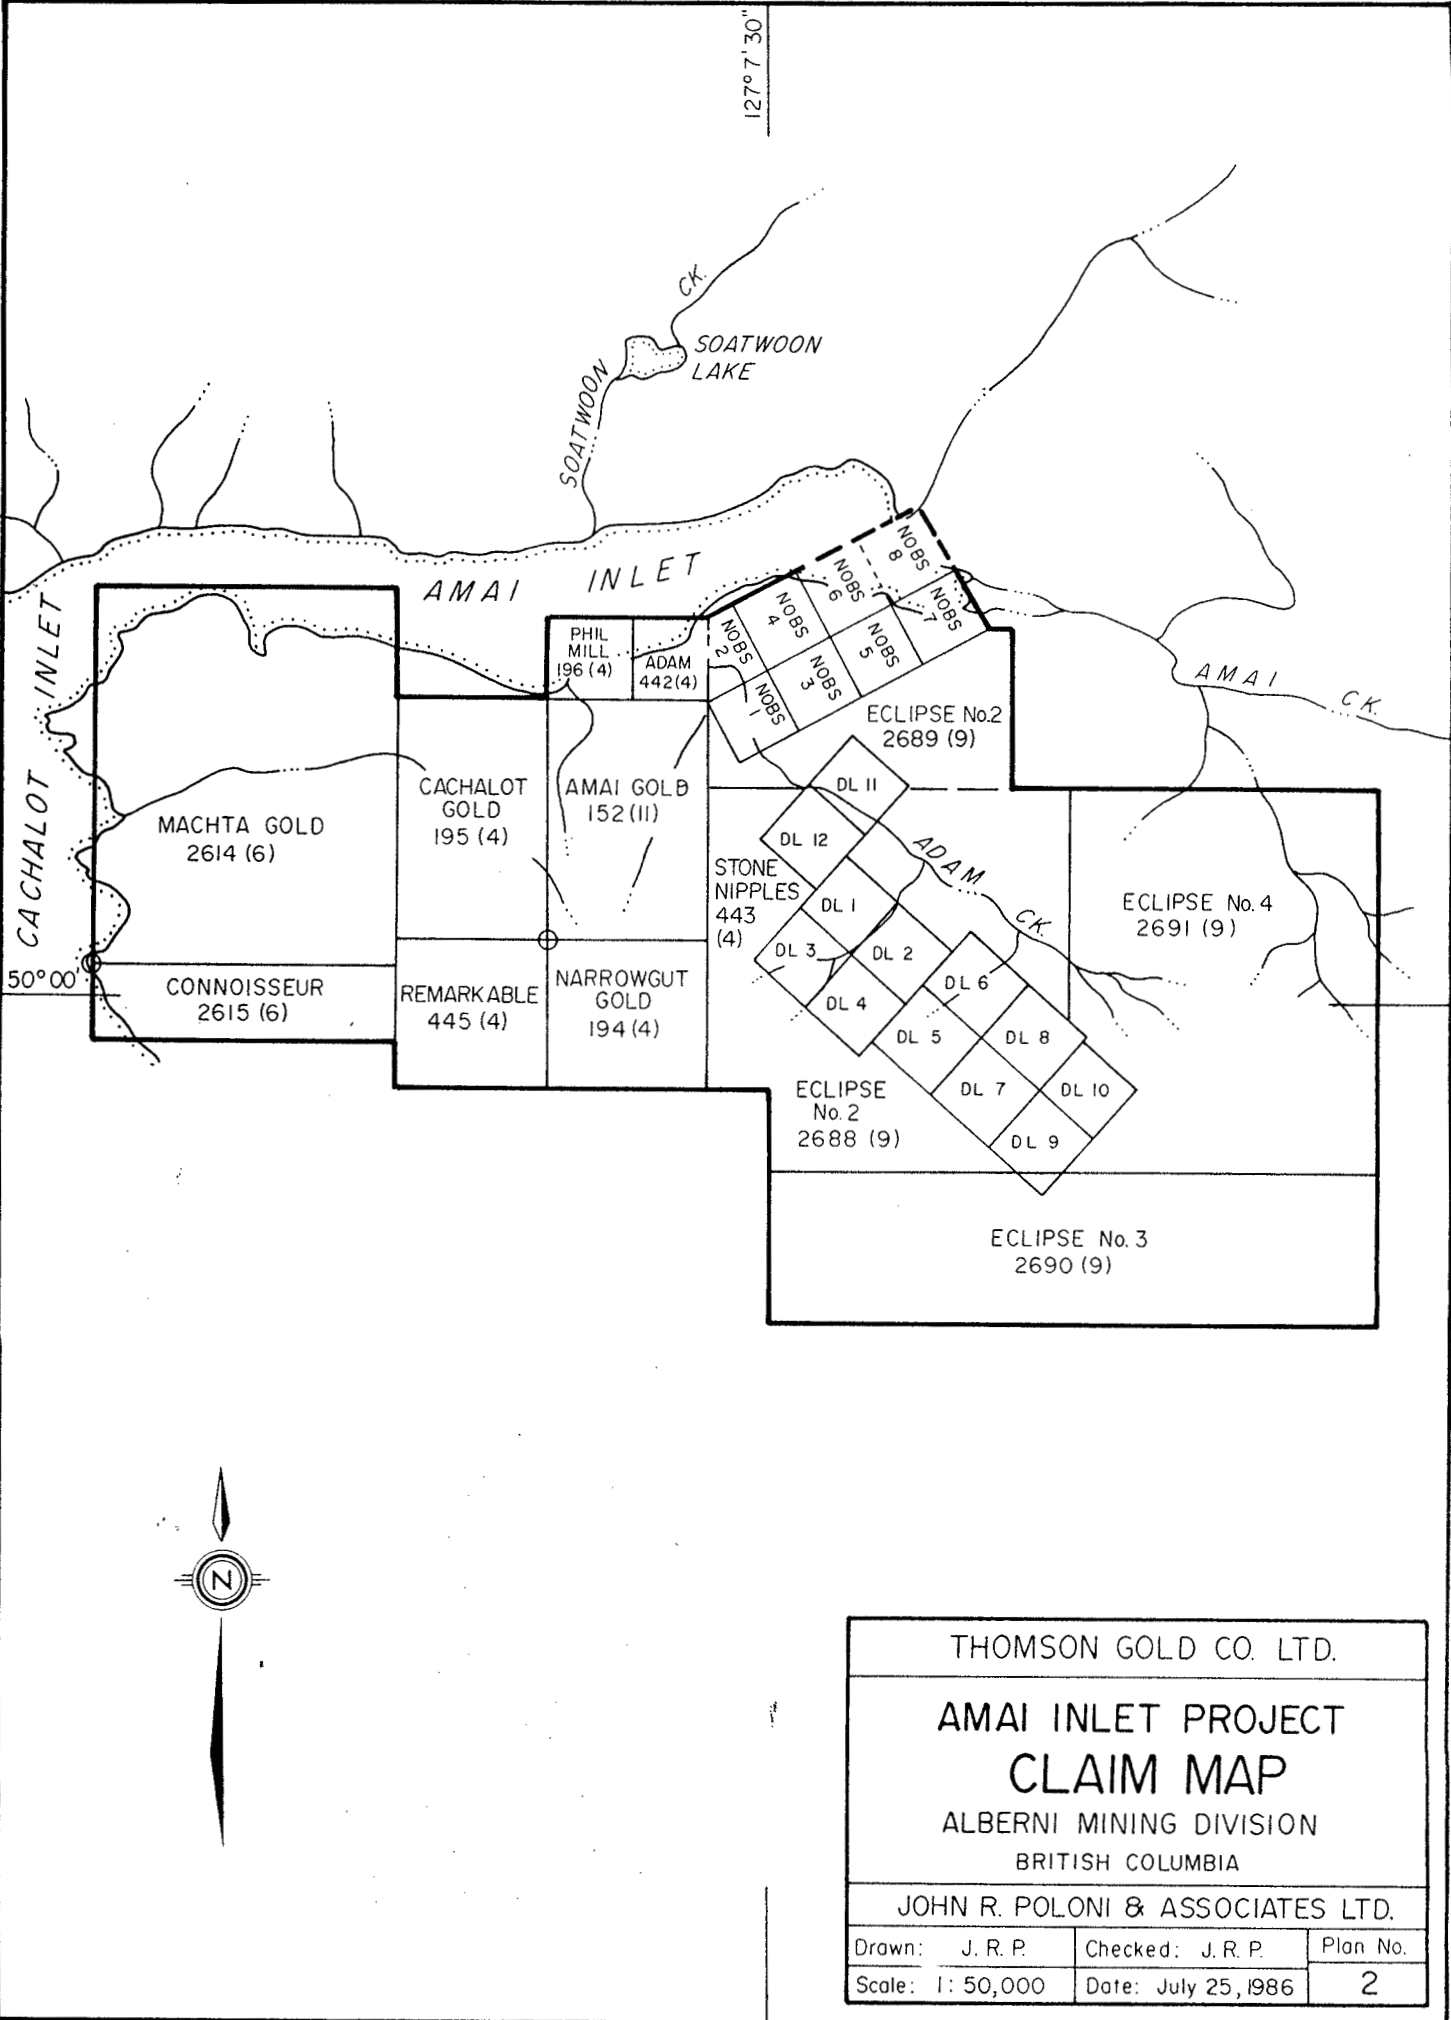 127° 7' 30"
CK.
SOATWOON
LAKE
SOATWOON
AMAI INLET
CACHALOT INLET
NOBS
8
NOBS
6
NOBS
7
NOBS
4
NOBS
5
NOBS
2
NOBS
3
NOBS
1
PHIL
MILL
196 (4)
ADAM
442(4)
AMAI CK.
ECLIPSE No.2
2689 (9)
CACHALOT
GOLD
195 (4)
AMAI GOLD
152 (11)
MACHTA GOLD
2614 (6)
DL 11
DL 12
ADAM CK.
STONE
NIPPLES
443
(4)
DL 1
DL 3
DL 2
DL 4
DL 6
DL 5
DL 8
DL 7
DL 10
DL 9
ECLIPSE No. 4
2691 (9)
50° 00'
CONNOISSEUR
2615 (6)
REMARKABLE
445 (4)
NARROWGUT
GOLD
194 (4)
ECLIPSE
No. 2
2688 (9)
ECLIPSE No. 3
2690 (9)
N
THOMSON GOLD CO. LTD.
AMAI INLET PROJECT
CLAIM MAP
ALBERNI MINING DIVISION
BRITISH COLUMBIA
JOHN R. POLONI & ASSOCIATES LTD.
Drawn: J. R. P. Checked: J. R. P. Plan No.
Scale: 1: 50,000 Date: July 25, 1986 2